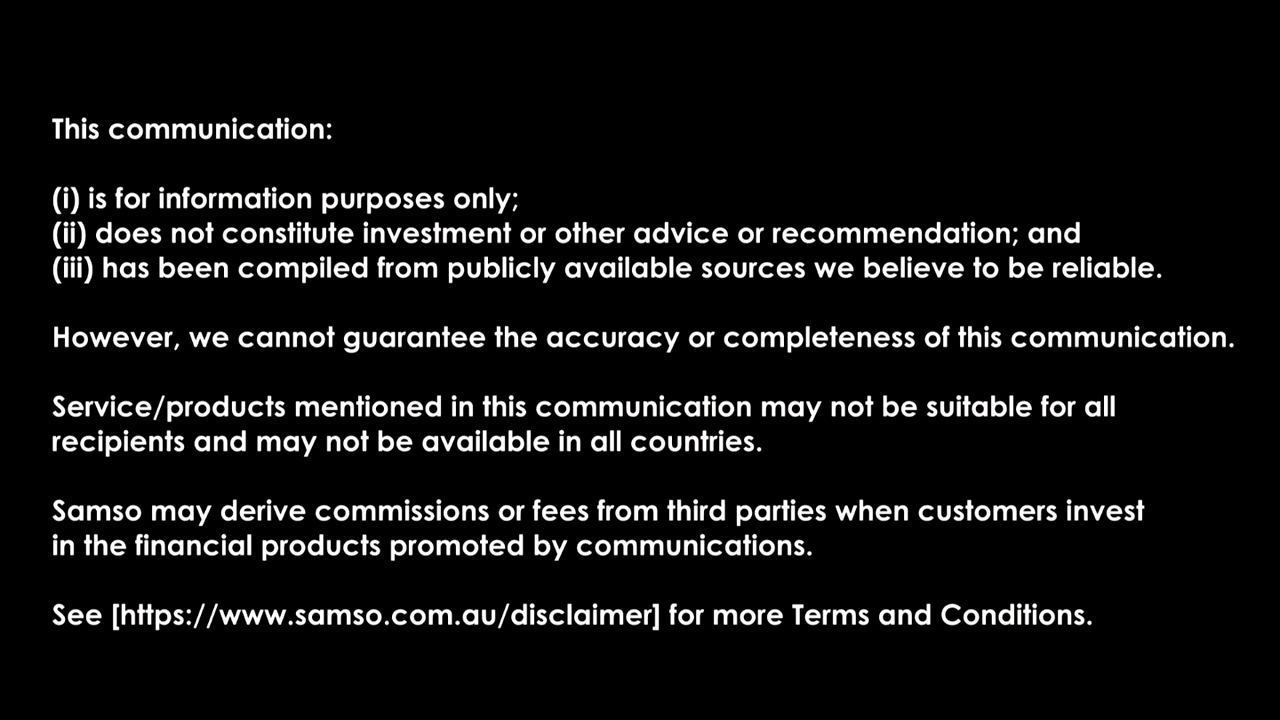 This communication:
(i) is for information purposes only;
(ii) does not constitute investment or other advice or recommendation; and
(iii) has been compiled from publicly available sources we believe to be reliable.
However, we cannot guarantee the accuracy or completeness of this communication.
Service/products mentioned in this communication may not be suitable for all
recipients and may not be available in all countries.
Samso may derive commissions or fees from third parties when customers invest
in the financial products promoted by communications.
See [https://www.samso.com.au/disclaimer] for more Terms and Conditions.